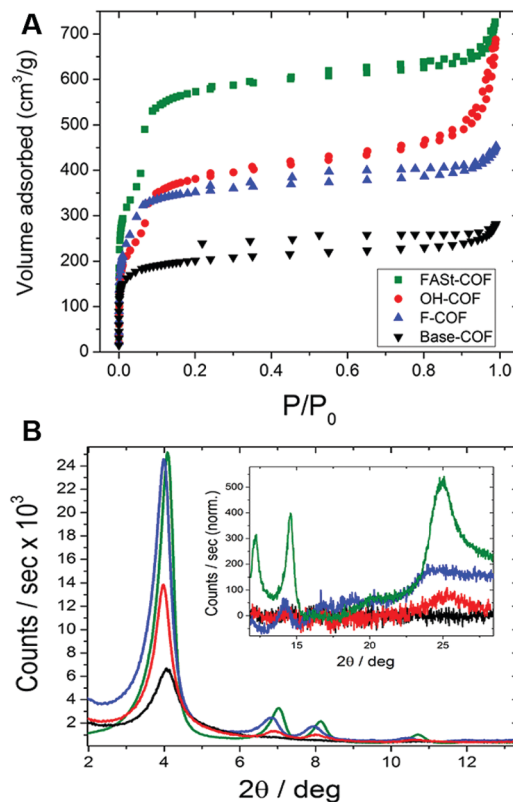 A
Volume adsorbed (cm³/g)
700
600
500
400
300
200
100
0
FASt-COF
OH-COF
F-COF
Base-COF
0.0 0.2 0.4 0.6 0.8 1.0
P/P₀
B
Counts / sec x 10³
24
22
20
18
16
14
12
10
8
6
4
2
Counts / sec (norm.)
500
400
300
200
100
0
15 20 25
2θ / deg
2 4 6 8 10 12
2θ / deg